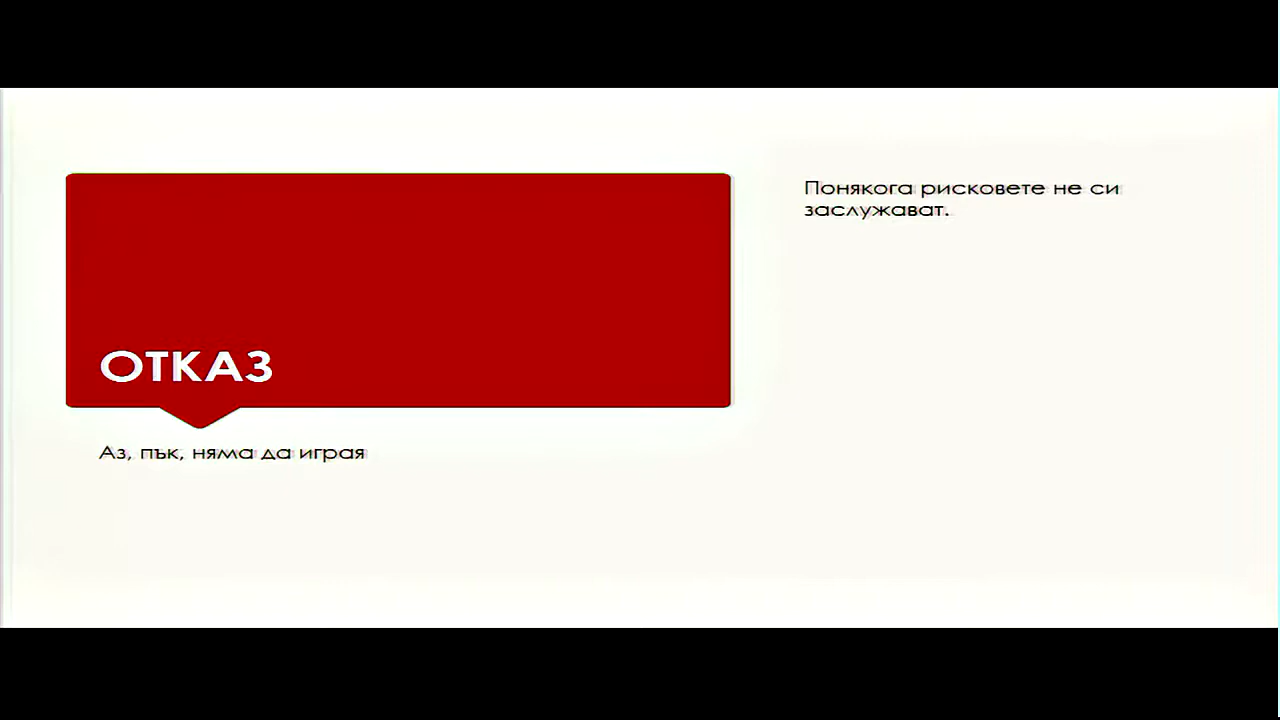 ОТКАЗ
Аз, пък, няма да играя
Понякога рисковете не си
заслужават.